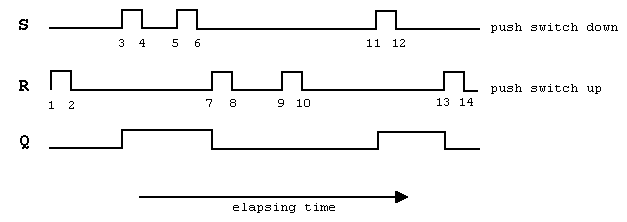 S push switch down
3 4 5 6 11 12
R push switch up
1 2 7 8 9 10 13 14
Q
elapsing time